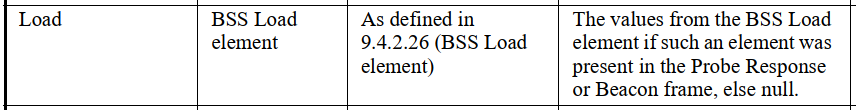 Load
BSS Load
element
As defined in
9.4.2.26 (BSS Load
element)
The values from the BSS Load
element if such an element was
present in the Probe Response
or Beacon frame, else null.